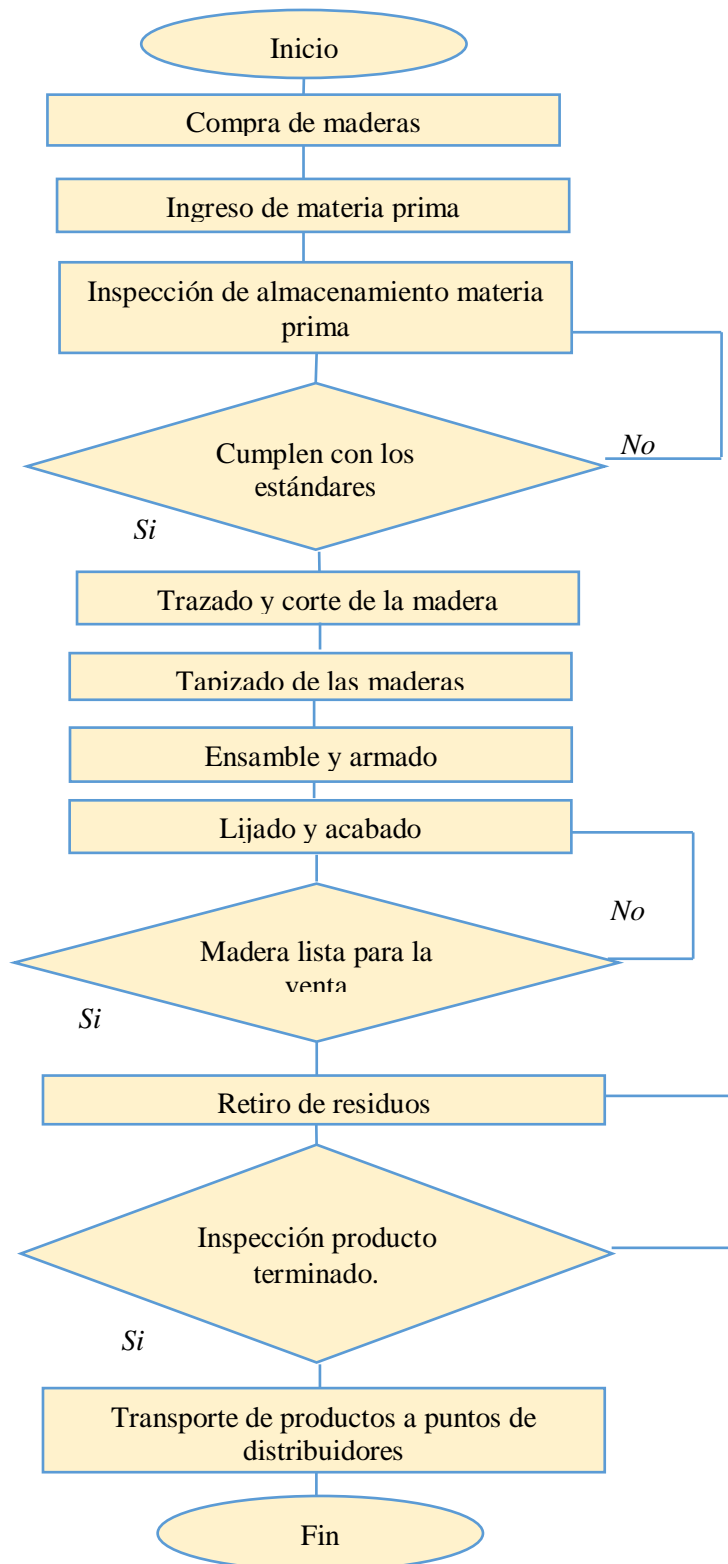 Inicio
Compra de maderas
Ingreso de materia prima
Inspección de almacenamiento materia
prima
Cumplen con los
estándares
No
Si
Trazado y corte de la madera
Tapizado de las maderas
Ensamble y armado
Lijado y acabado
No
Madera lista para la
venta
Si
Retiro de residuos
Inspección producto
terminado.
Si
Transporte de productos a puntos de
distribuidores
Fin